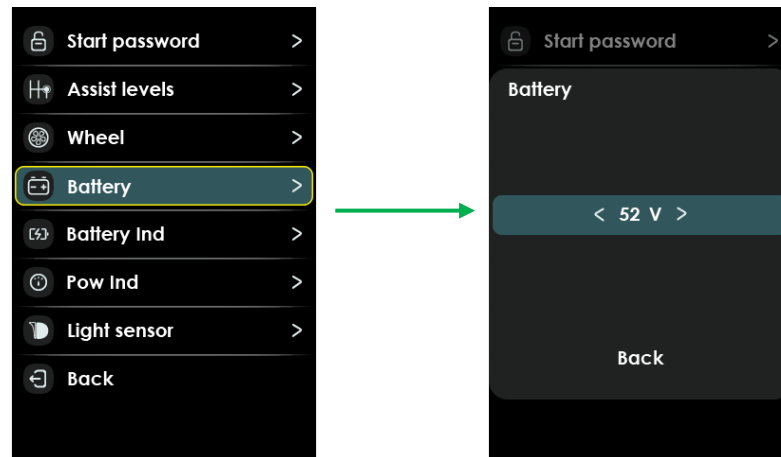 Start password >
Assist levels >
Wheel >
Battery >
Battery Ind >
Pow Ind >
Light sensor >
Back
Start password >
Battery
< 52 V >
Back